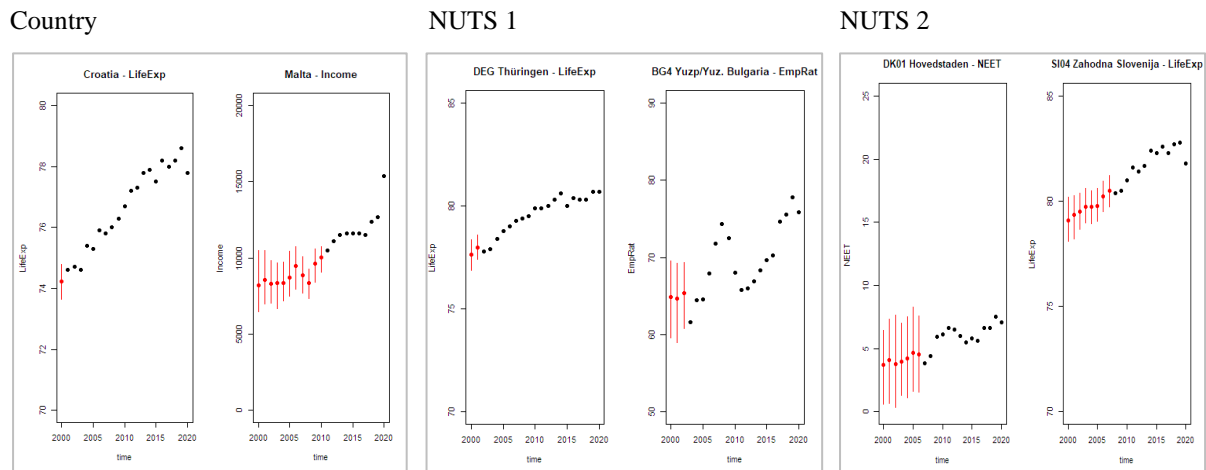 Country
NUTS 1
NUTS 2
Croatia - LifeExp
LifeExp
80
78
76
74
72
70
2000 2005 2010 2015 2020
time
Malta - Income
Income
20000
15000
10000
5000
0
2000 2005 2010 2015 2020
time
DEG Thüringen - LifeExp
LifeExp
85
80
75
70
2000 2005 2010 2015 2020
time
BG4 Yuzp/Yuz. Bulgaria - EmpRat
EmpRat
90
80
70
60
50
2000 2005 2010 2015 2020
time
DK01 Hovedstaden - NEET
NEET
25
20
15
10
5
0
2000 2005 2010 2015 2020
time
SI04 Zahodna Slovenija - LifeExp
LifeExp
85
80
75
70
2000 2005 2010 2015 2020
time